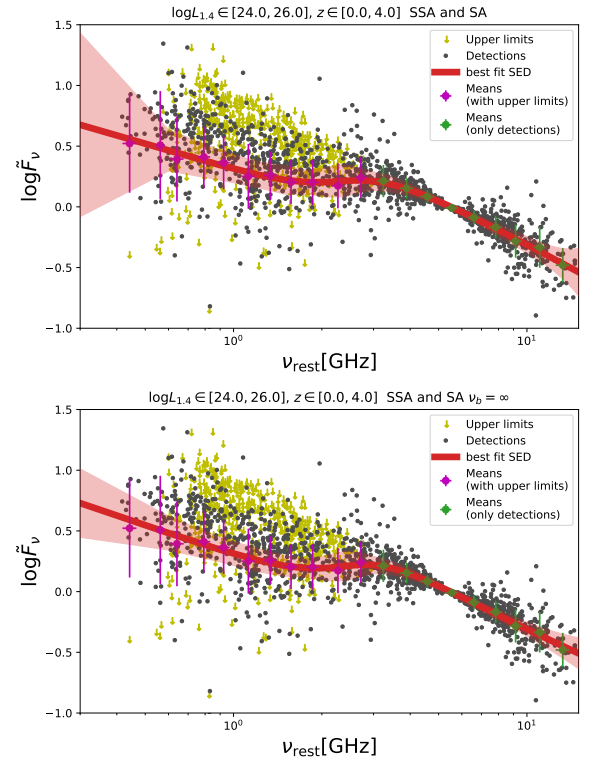 logL₁.₄ ∈ [24.0, 26.0], z ∈ [0.0, 4.0] SSA and SA
1.5
1.0
0.5
0.0
−0.5
−1.0
logF̃ᵥ
Upper limits
Detections
best fit SED
Means
(with upper limits)
Means
(only detections)
10⁰
10¹
ν_rest[GHz]
logL₁.₄ ∈ [24.0, 26.0], z ∈ [0.0, 4.0] SSA and SA ν_b = ∞
1.5
1.0
0.5
0.0
−0.5
−1.0
logF̃ᵥ
Upper limits
Detections
best fit SED
Means
(with upper limits)
Means
(only detections)
10⁰
10¹
ν_rest[GHz]